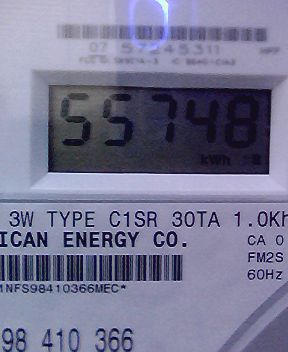 07 57245311
55748
kWh
3W TYPE C1SR 30TA 1.0Kh
ICAN ENERGY CO.
CA 0
FM2S
60Hz
1NFS98410366MEC*
98 410 366